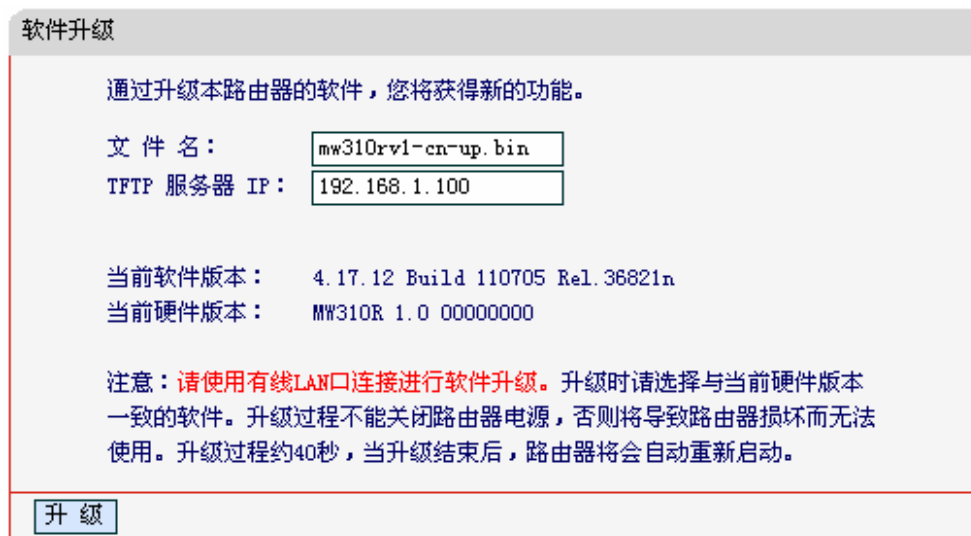 软件升级
通过升级本路由器的软件，您将获得新的功能。
文 件 名： mw310rv1-cn-up.bin
TFTP 服务器 IP： 192.168.1.100
当前软件版本： 4.17.12 Build 110705 Rel.36821n
当前硬件版本： MW310R 1.0 00000000
注意：请使用有线LAN口连接进行软件升级。升级时请选择与当前硬件版本
一致的软件。升级过程不能关闭路由器电源，否则将导致路由器损坏而无法
使用。升级过程约40秒，当升级结束后，路由器将会自动重新启动。
升 级